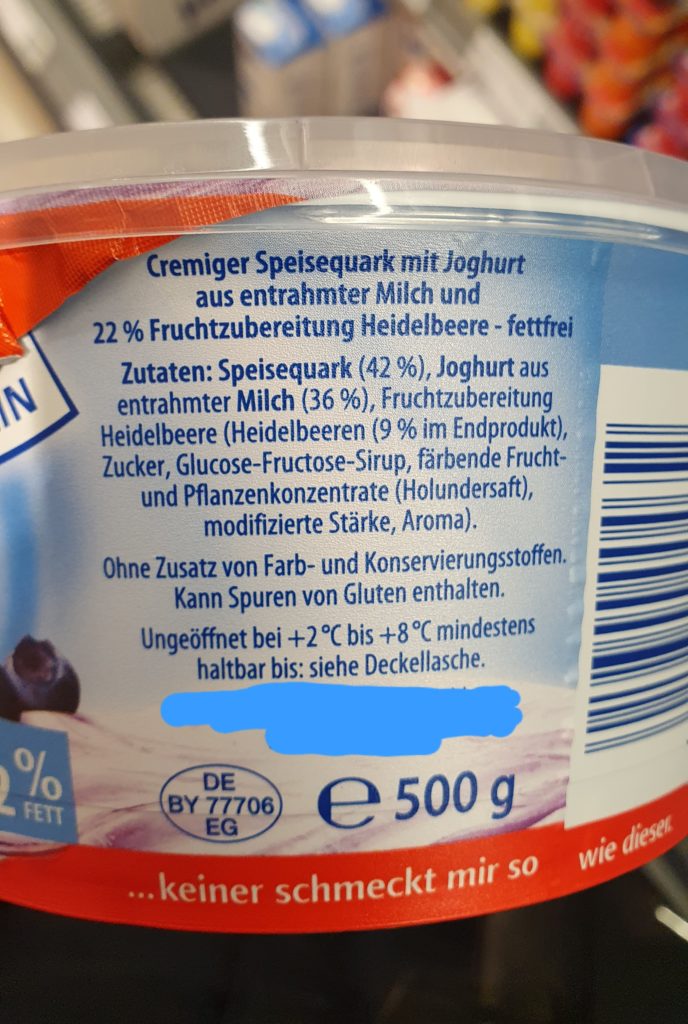 Cremiger Speisequark mit Joghurt
aus entrahmter Milch und
22 % Fruchtzubereitung Heidelbeere - fettfrei
Zutaten: Speisequark (42 %), Joghurt aus
entrahmter Milch (36 %), Fruchtzubereitung
Heidelbeere (Heidelbeeren (9 % im Endprodukt),
Zucker, Glucose-Fructose-Sirup, färbende Frucht-
und Pflanzenkonzentrate (Holundersaft),
modifizierte Stärke, Aroma).
Ohne Zusatz von Farb- und Konservierungsstoffen.
Kann Spuren von Gluten enthalten.
Ungeöffnet bei +2°C bis +8°C mindestens
haltbar bis: siehe Deckellasche.
% FETT
DE
BY 77706
EG
℮ 500 g
...keiner schmeckt mir so wie dieser.